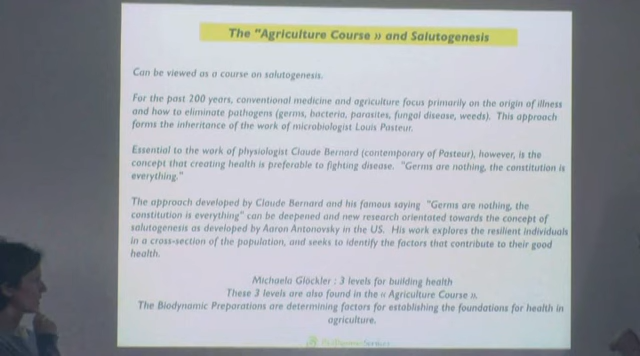 The "Agriculture Course » and Salutogenesis
Can be viewed as a course on salutogenesis.
For the past 200 years, conventional medicine and agriculture focus primarily on the origin of illness
and how to eliminate pathogens (germs, bacteria, parasites, fungal disease, weeds). This approach
forms the inheritance of the work of microbiologist Louis Pasteur.
Essential to the work of physiologist Claude Bernard (contemporary of Pasteur), however, is the
concept that creating health is preferable to fighting disease. "Germs are nothing, the constitution is
everything."
The approach developed by Claude Bernard and his famous saying "Germs are nothing, the
constitution is everything" can be deepened and new research orientated towards the concept of
salutogenesis as developed by Aaron Antonovsky in the US. His work explores the resilient individuals
in a cross-section of the population, and seeks to identify the factors that contribute to their good
health.
Michaela Glöckler : 3 levels for building health
These 3 levels are also found in the « Agriculture Course ».
The Biodynamic Preparations are determining factors for establishing the foundations for health in
agriculture.